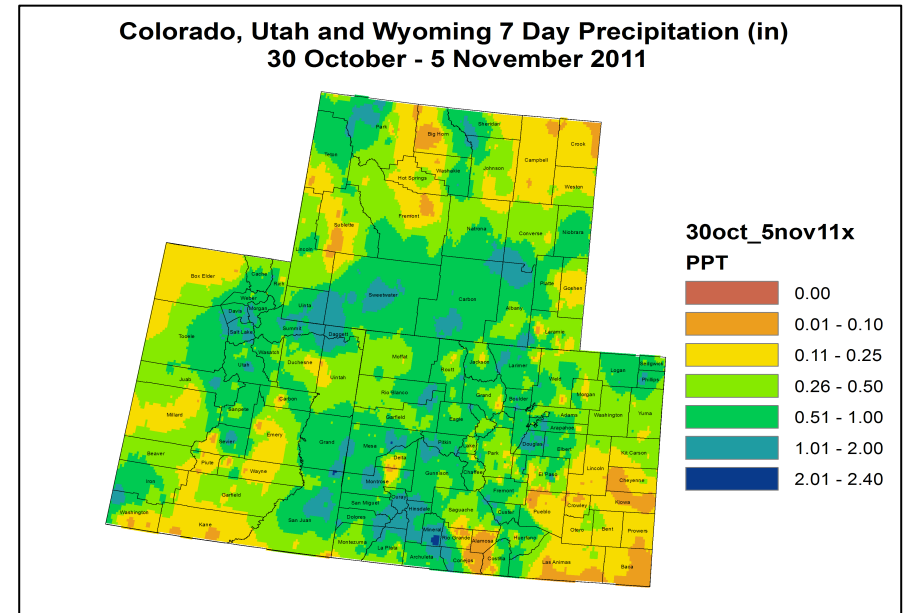 Colorado, Utah and Wyoming 7 Day Precipitation (in)
30 October - 5 November 2011
Park
Sheridan
Big Horn
Crook
Teton
Washakie
Johnson
Campbell
Hot Springs
Weston
Fremont
Sublette
Natrona
Converse
Niobrara
Lincoln
Box Elder
Cache
Rich
Platte
Goshen
Sweetwater
Carbon
Weber
Uinta
Albany
Davis
Morgan
Salt Lake
Summit
Daggett
Laramie
Tooele
Wasatch
Duchesne
Moffat
Jackson
Larimer
Sedgwick
Logan
Utah
Uintah
Routt
Weld
Phillips
Juab
Carbon
Rio Blanco
Grand
Boulder
Morgan
Sanpete
Garfield
Eagle
Adams
Washington
Yuma
Millard
Arapahoe
Emery
Grand
Mesa
Pitkin
Lake
Park
Douglas
Elbert
Kit Carson
Sevier
Delta
Beaver
Piute
Wayne
Gunnison
Chaffee
El Paso
Lincoln
Cheyenne
Montrose
Fremont
Iron
Garfield
Ouray
San Miguel
Hinsdale
Saguache
Custer
Pueblo
Crowley
Kiowa
Washington
Kane
San Juan
Dolores
Mineral
Rio Grande
Alamosa
Huerfano
Otero
Bent
Prowers
Montezuma
La Plata
Archuleta
Conejos
Costilla
Las Animas
Baca
30oct_5nov11x
PPT
0.00
0.01 - 0.10
0.11 - 0.25
0.26 - 0.50
0.51 - 1.00
1.01 - 2.00
2.01 - 2.40